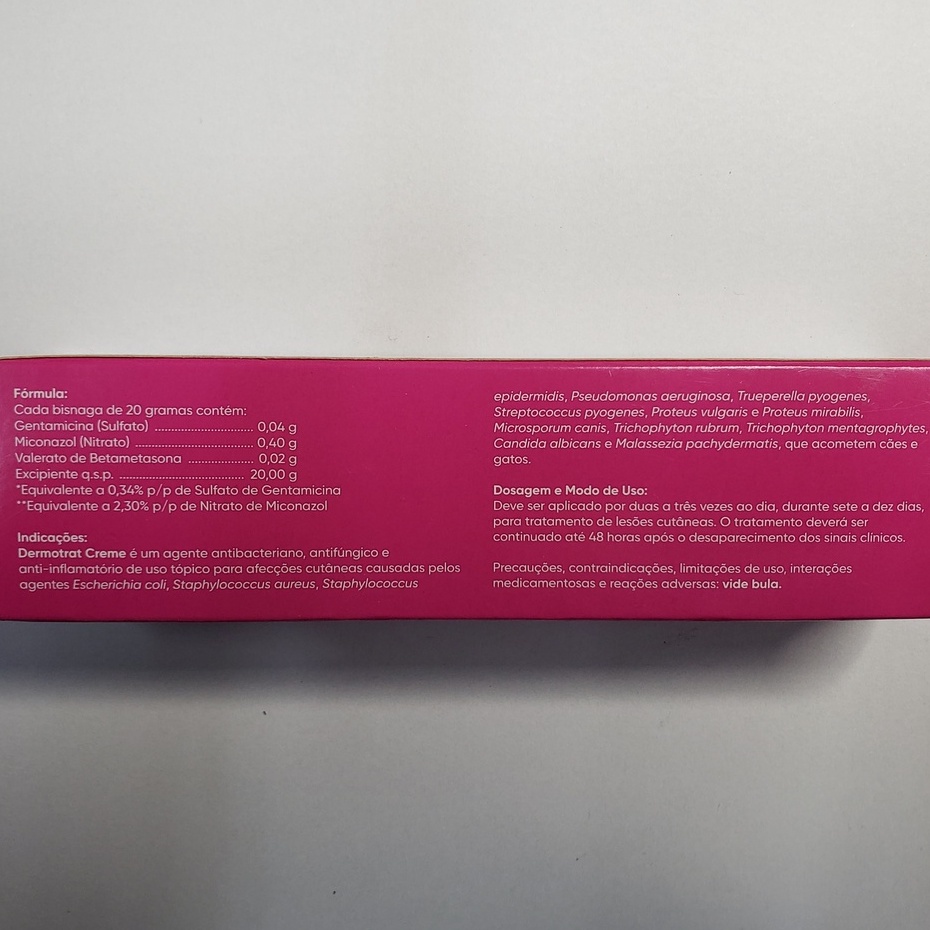 Fórmula:
Cada bisnaga de 20 gramas contém:
Gentamicina (Sulfato) ............................. 0,04 g
Miconazol (Nitrato) .................................. 0,40 g
Valerato de Betametasona ................... 0,02 g
Excipiente q.s.p. ..................................... 20,00 g
*Equivalente a 0,34% p/p de Sulfato de Gentamicina
**Equivalente a 2,30% p/p de Nitrato de Miconazol
Indicações:
Dermotrat Creme é um agente antibacteriano, antifúngico e
anti-inflamatório de uso tópico para afecções cutâneas causadas pelos
agentes Escherichia coli, Staphylococcus aureus, Staphylococcus
epidermidis, Pseudomonas aeruginosa, Trueperella pyogenes,
Streptococcus pyogenes, Proteus vulgaris e Proteus mirabilis,
Microsporum canis, Trichophyton rubrum, Trichophyton mentagrophytes,
Candida albicans e Malassezia pachydermatis, que acometem cães e
gatos.
Dosagem e Modo de Uso:
Deve ser aplicado por duas a três vezes ao dia, durante sete a dez dias,
para tratamento de lesões cutâneas. O tratamento deverá ser
continuado até 48 horas após o desaparecimento dos sinais clínicos.
Precauções, contraindicações, limitações de uso, interações
medicamentosas e reações adversas: vide bula.